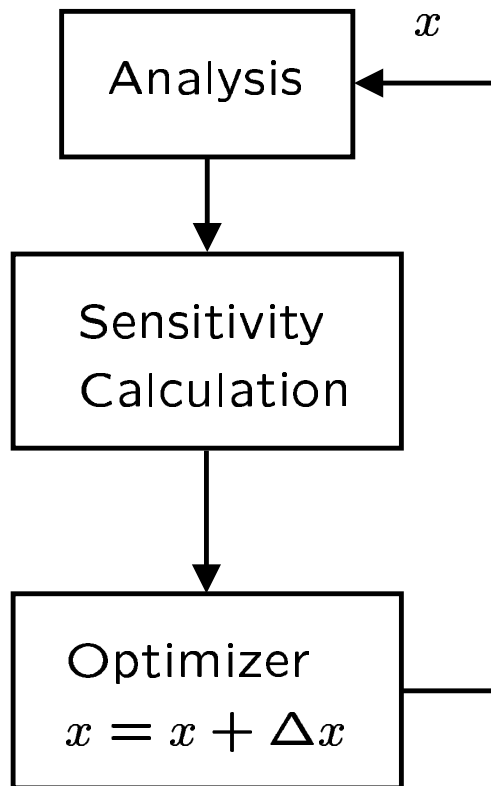 x
Analysis
Sensitivity
Calculation
Optimizer
x = x + Δx